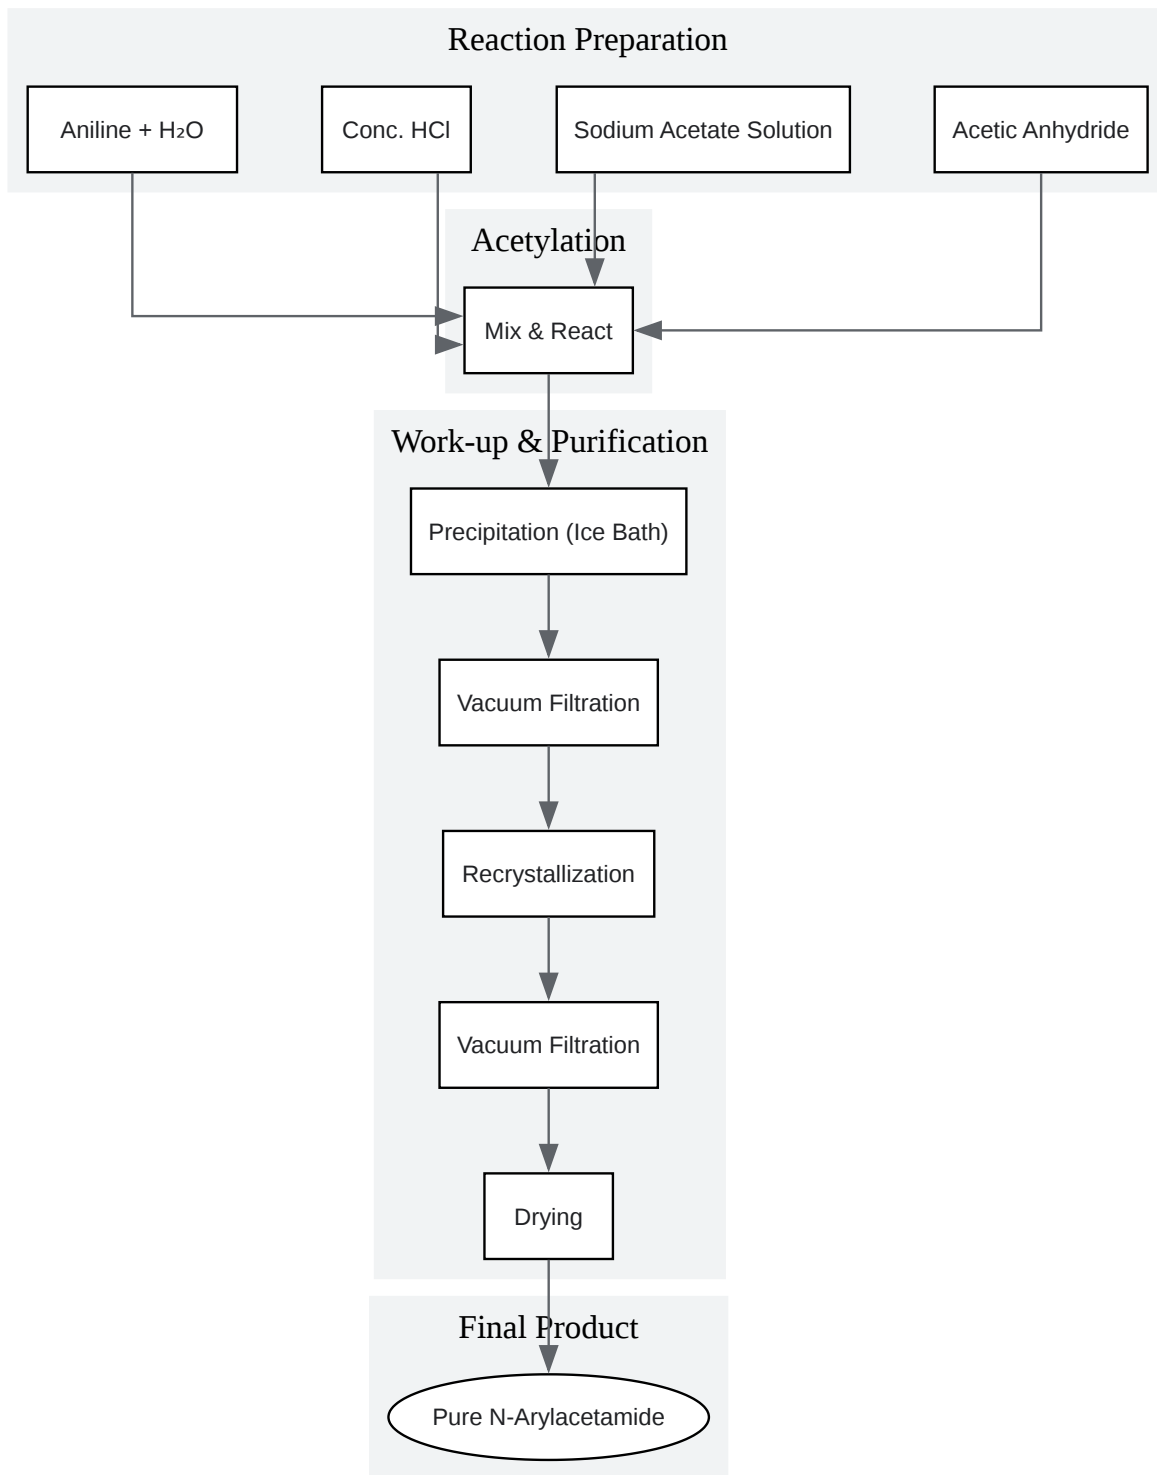 Reaction Preparation
Aniline + H₂O
Conc. HCl
Sodium Acetate Solution
Acetic Anhydride
Acetylation
Mix & React
Work-up & Purification
Precipitation (Ice Bath)
Vacuum Filtration
Recrystallization
Vacuum Filtration
Drying
Final Product
Pure N-Arylacetamide